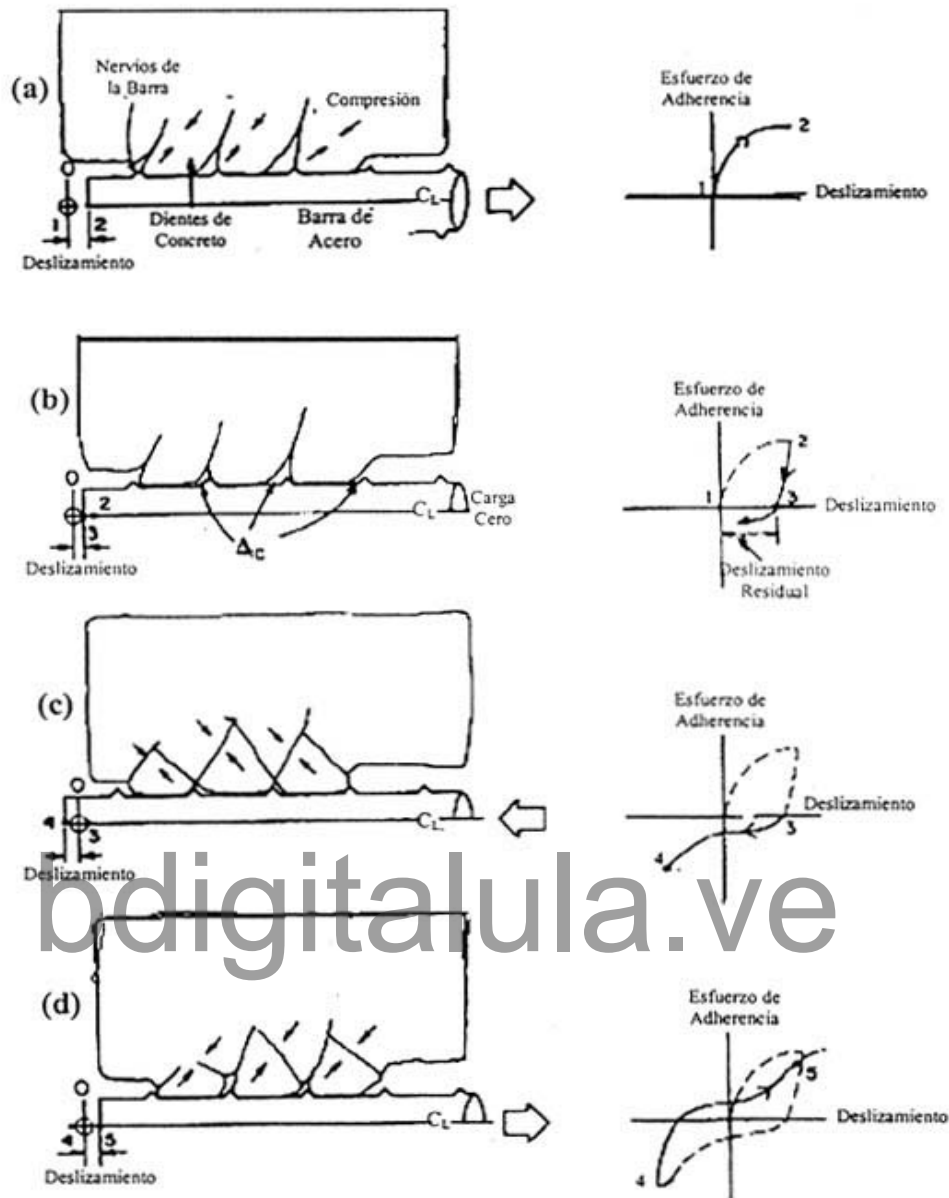 (a)
Nervios de
la Barra
Compresión
O
1
2
Dientes de
Concreto
Barra de
Acero
CL
Deslizamiento
Esfuerzo de
Adherencia
1
2
Deslizamiento
(b)
O
2
3
CL
Carga
Cero
Δc
Deslizamiento
Esfuerzo de
Adherencia
1
2
3
Deslizamiento
Deslizamiento
Residual
(c)
O
4
3
CL
Deslizamiento
Esfuerzo de
Adherencia
Deslizamiento
3
4
bdigitalula.ve
(d)
O
4
5
CL
Deslizamiento
Esfuerzo de
Adherencia
5
Deslizamiento
4